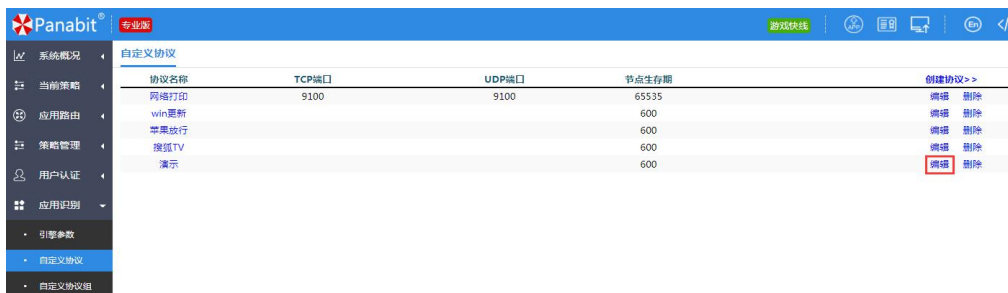 Panabit® 专业版 游戏快线 En
系统概况
当前策略
应用路由
策略管理
用户认证
应用识别
引擎参数
自定义协议
自定义协议组
自定义协议
协议名称 TCP端口 UDP端口 节点生存期 创建协议>>
网络打印 9100 9100 65535 编辑 删除
win更新 600 编辑 删除
苹果放行 600 编辑 删除
搜狐TV 600 编辑 删除
演示 600 编辑 删除